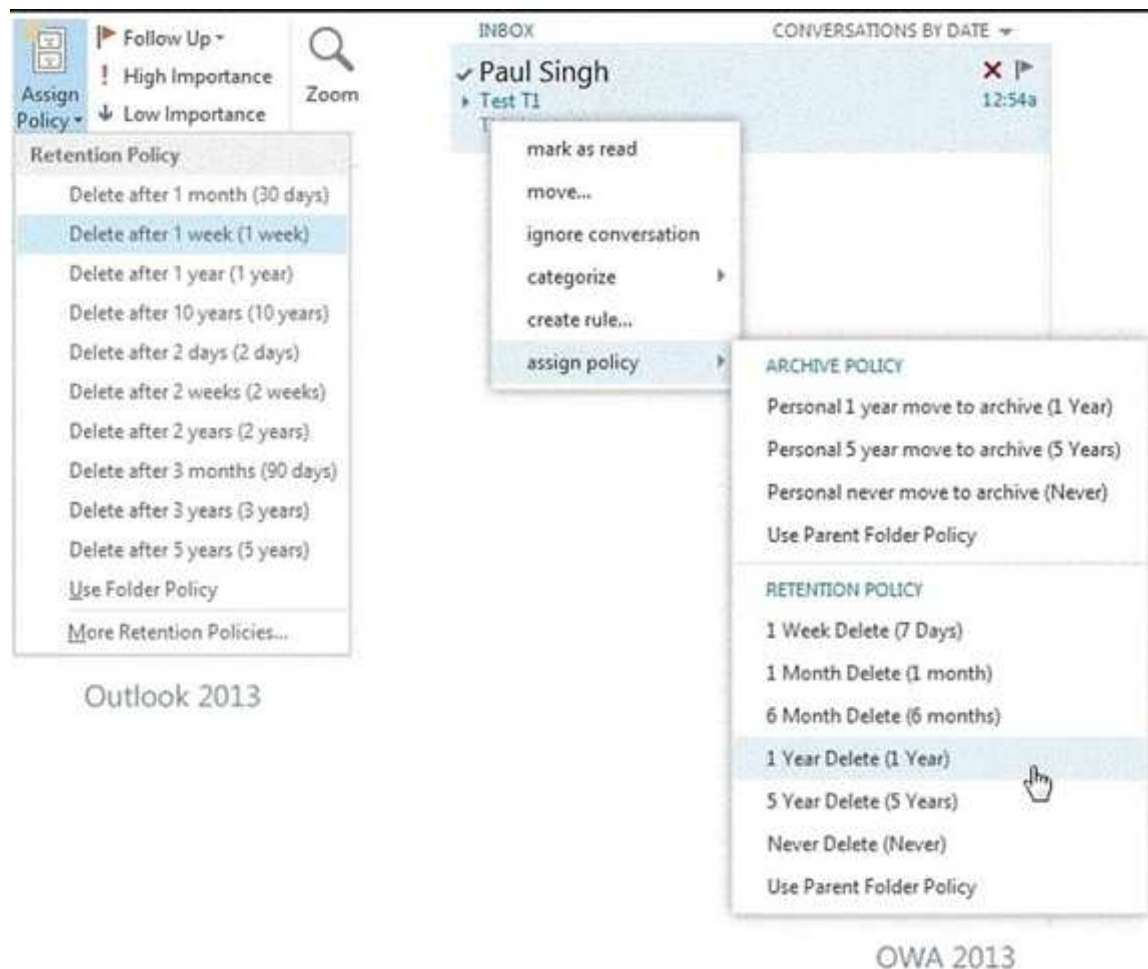 Assign
Policy
Follow Up
High Importance
Low Importance
Zoom
Retention Policy
Delete after 1 month (30 days)
Delete after 1 week (1 week)
Delete after 1 year (1 year)
Delete after 10 years (10 years)
Delete after 2 days (2 days)
Delete after 2 weeks (2 weeks)
Delete after 2 years (2 years)
Delete after 3 months (90 days)
Delete after 3 years (3 years)
Delete after 5 years (5 years)
Use Folder Policy
More Retention Policies...
Outlook 2013
INBOX
CONVERSATIONS BY DATE
Paul Singh
Test T1
12:54a
mark as read
move...
ignore conversation
categorize
create rule...
assign policy
ARCHIVE POLICY
Personal 1 year move to archive (1 Year)
Personal 5 year move to archive (5 Years)
Personal never move to archive (Never)
Use Parent Folder Policy
RETENTION POLICY
1 Week Delete (7 Days)
1 Month Delete (1 month)
6 Month Delete (6 months)
1 Year Delete (1 Year)
5 Year Delete (5 Years)
Never Delete (Never)
Use Parent Folder Policy
OWA 2013